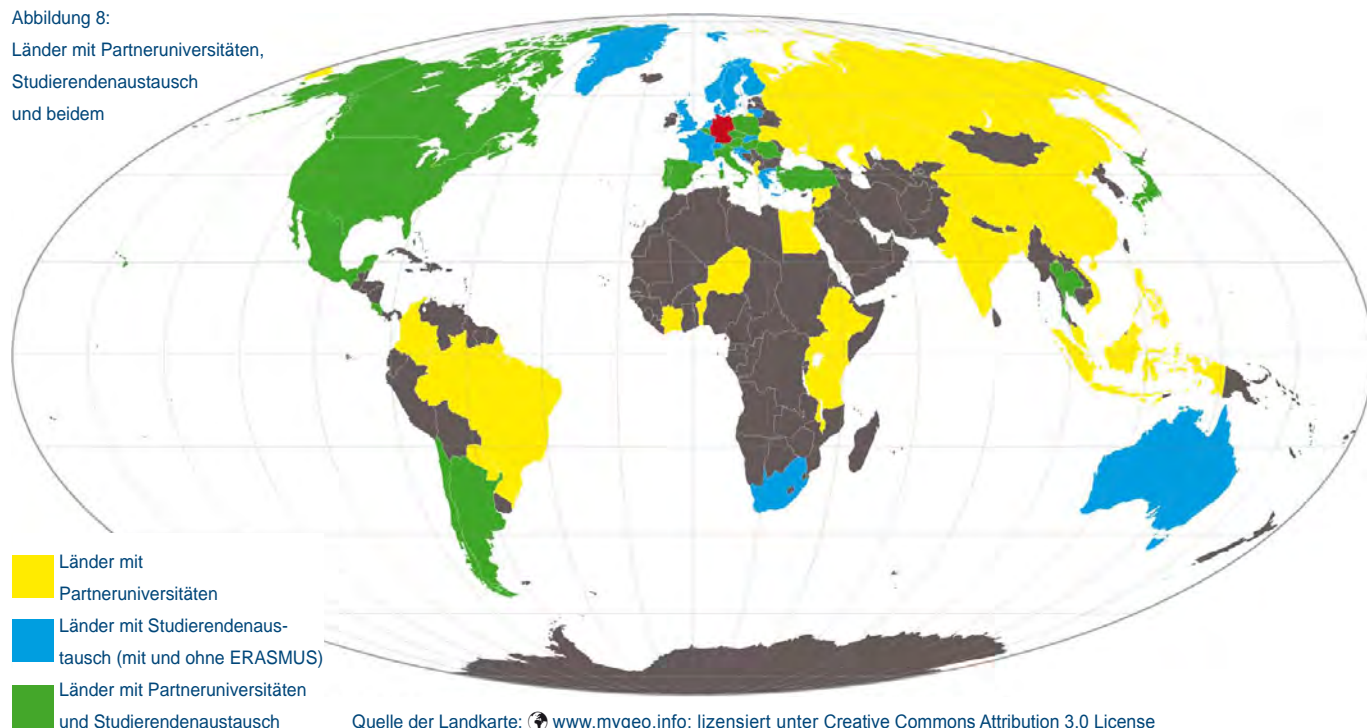 Abbildung 8:
Länder mit Partneruniversitäten,
Studierendenaustausch
und beidem
Länder mit
Partneruniversitäten
Länder mit Studierendenaus-
tausch (mit und ohne ERASMUS)
Länder mit Partneruniversitäten
und Studierendenaustausch
Quelle der Landkarte: www.mygeo.info; lizensiert unter Creative Commons Attribution 3.0 License